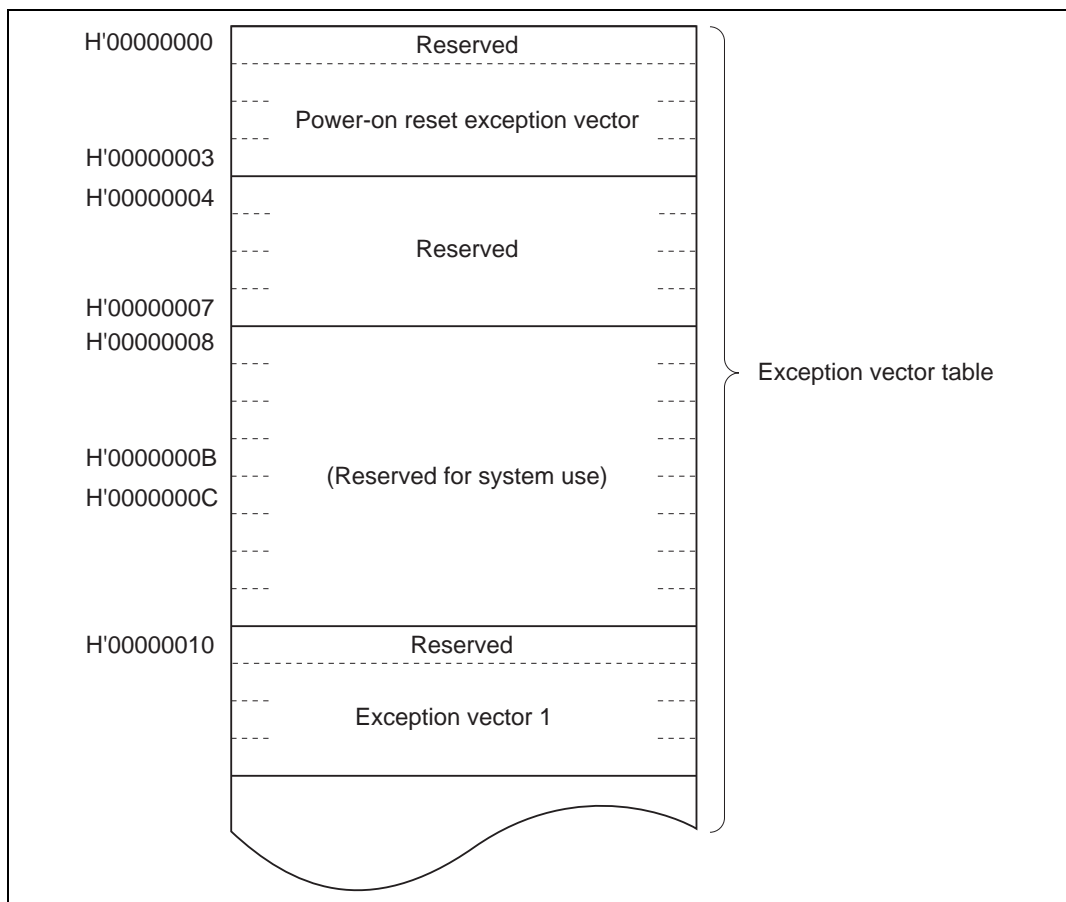 H'00000000
Reserved
Power-on reset exception vector
H'00000003
H'00000004
Reserved
H'00000007
H'00000008
Exception vector table
H'0000000B
(Reserved for system use)
H'0000000C
H'00000010
Reserved
Exception vector 1